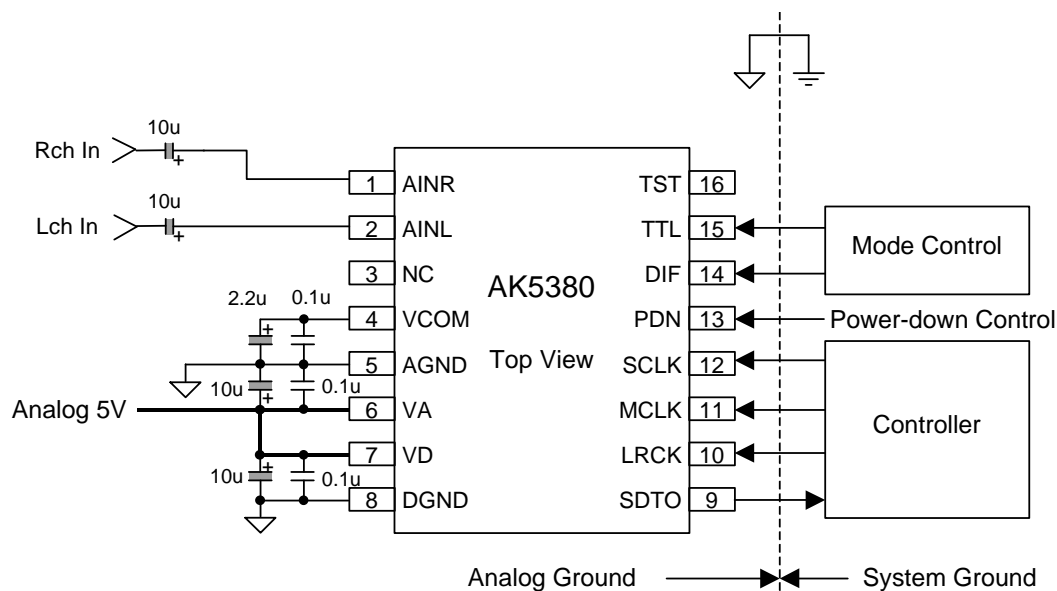 10u
Rch In
+
1 AINR
TST 16
10u
Lch In
+
2 AINL
TTL 15
Mode Control
3 NC
AK5380
DIF 14
2.2u 0.1u
+
4 VCOM
PDN 13
Power-down Control
5 AGND
Top View
SCLK 12
10u
+
0.1u
Analog 5V
6 VA
MCLK 11
Controller
7 VD
LRCK 10
10u
+
0.1u
8 DGND
SDTO 9
Analog Ground
System Ground